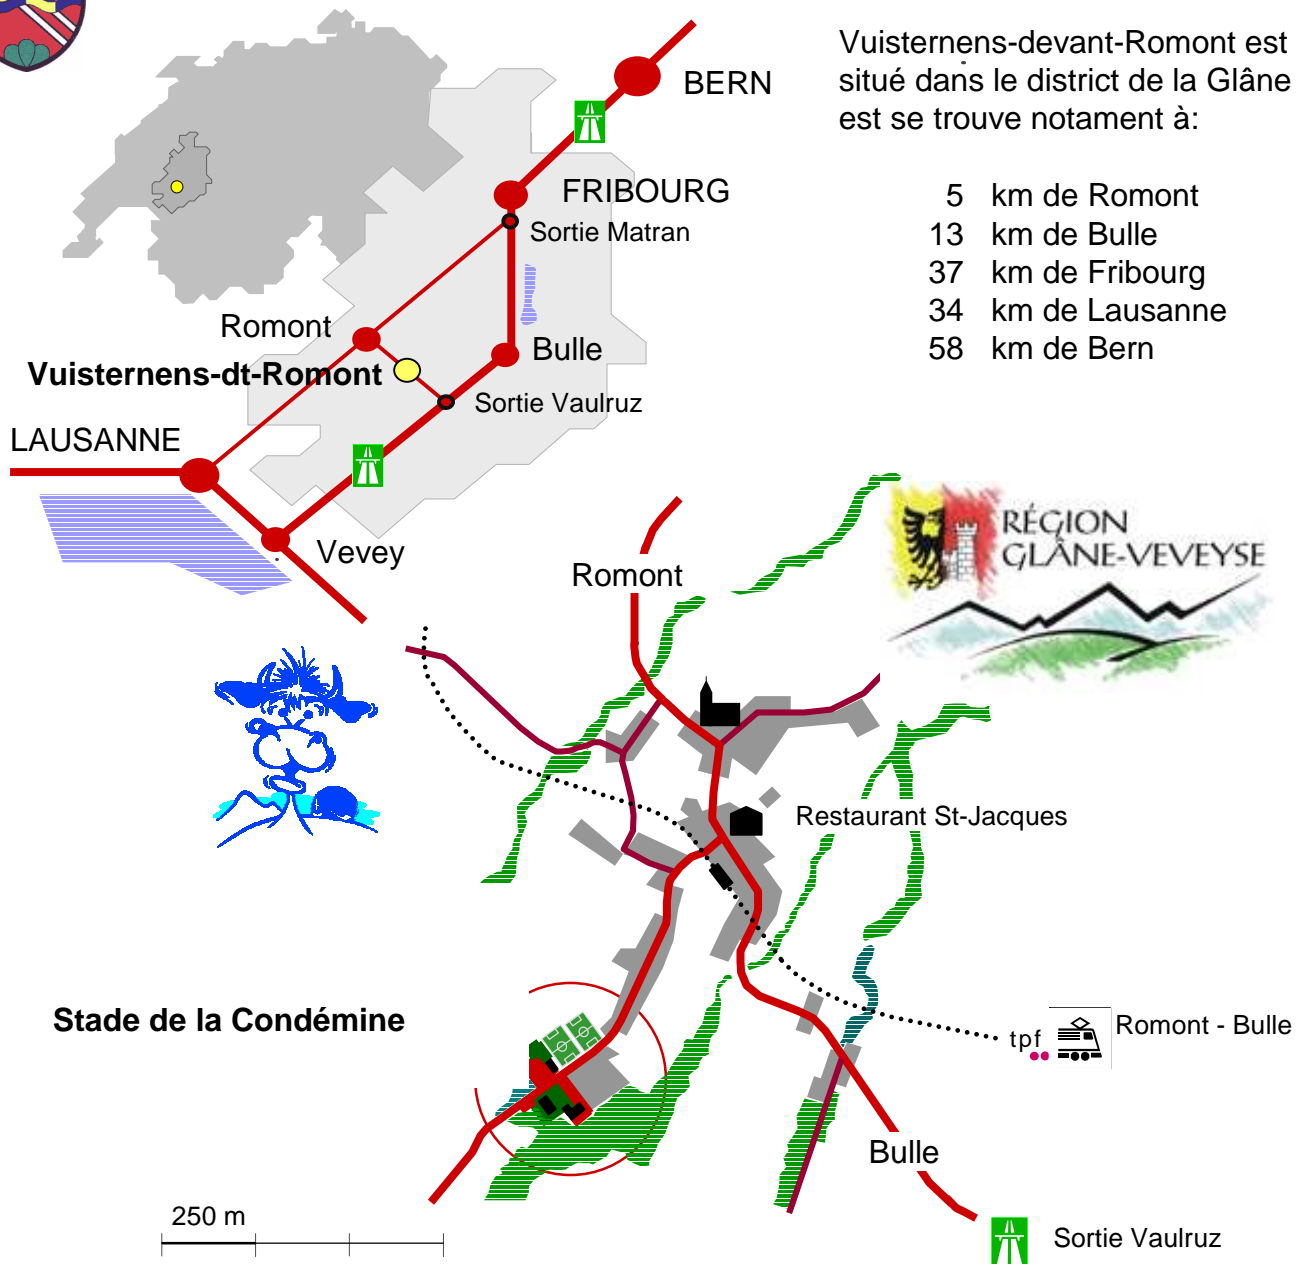 Vuisternens-devant-Romont est
situé dans le district de la Glâne
est se trouve notament à:
5 km de Romont
13 km de Bulle
37 km de Fribourg
34 km de Lausanne
58 km de Bern
BERN
FRIBOURG
Sortie Matran
Romont
Bulle
Vuisternens-dt-Romont
Sortie Vaulruz
LAUSANNE
Vevey
RÉGION
GLÂNE-VEVEYSE
Romont
Restaurant St-Jacques
Stade de la Condémine
tpf
Romont - Bulle
Bulle
250 m
Sortie Vaulruz